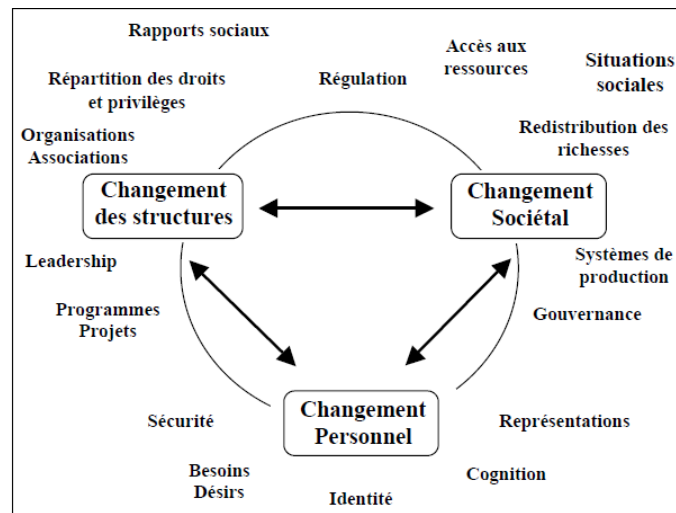 Rapports sociaux
Accès aux
ressources
Situations
sociales
Répartition des droits
et privilèges
Régulation
Organisations
Associations
Redistribution des
richesses
Changement
des structures
Changement
Sociétal
Leadership
Systèmes de
production
Programmes
Projets
Gouvernance
Changement
Personnel
Sécurité
Représentations
Besoins
Désirs
Cognition
Identité